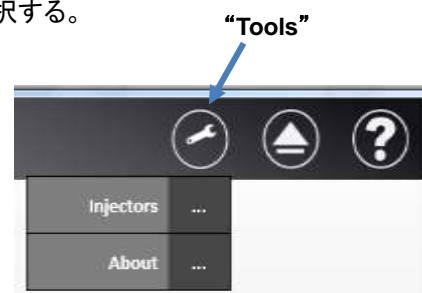 択する。
“Tools”
?
Injectors ...
About ...